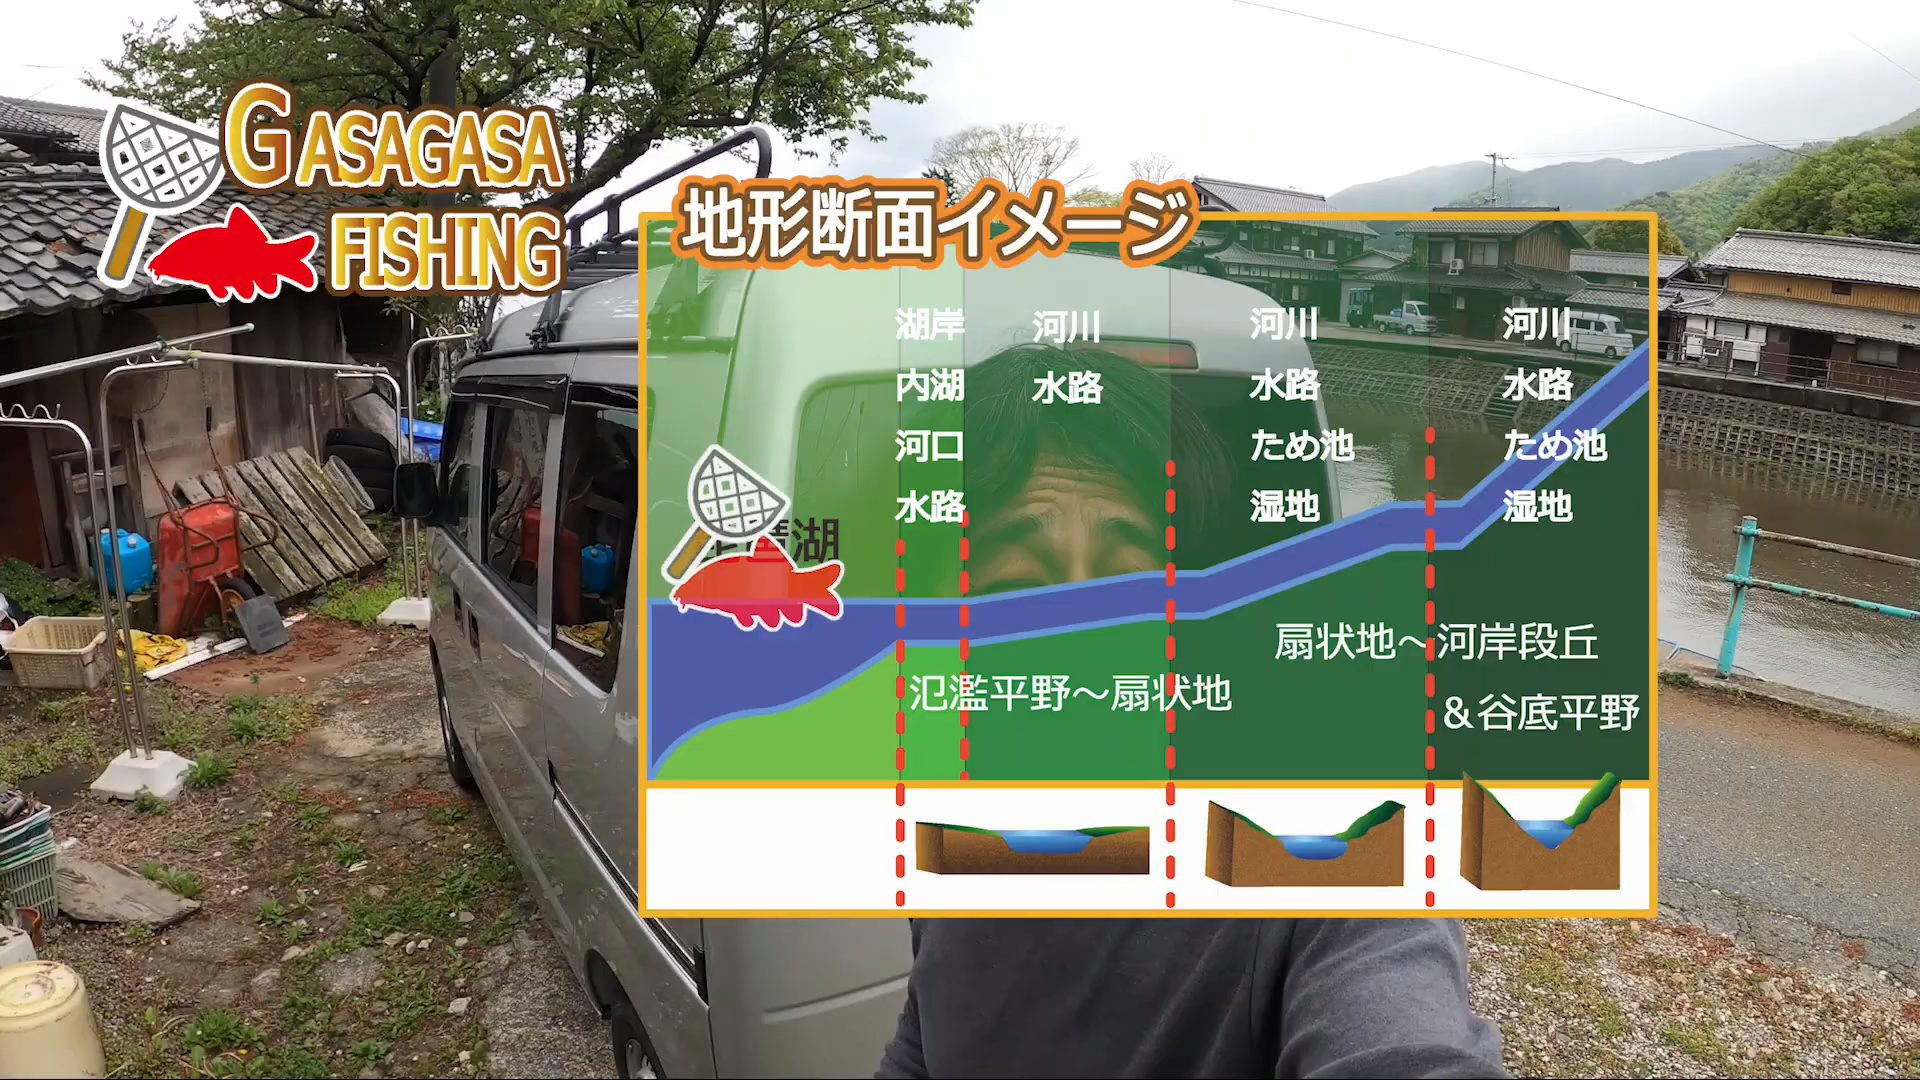 GASAGASA
FISHING
地形断面イメージ
湖岸
内湖
河口
水路
河川
水路
河川
水路
ため池
湿地
河川
水路
ため池
湿地
湖
氾濫平野～扇状地
扇状地～河岸段丘
＆谷底平野